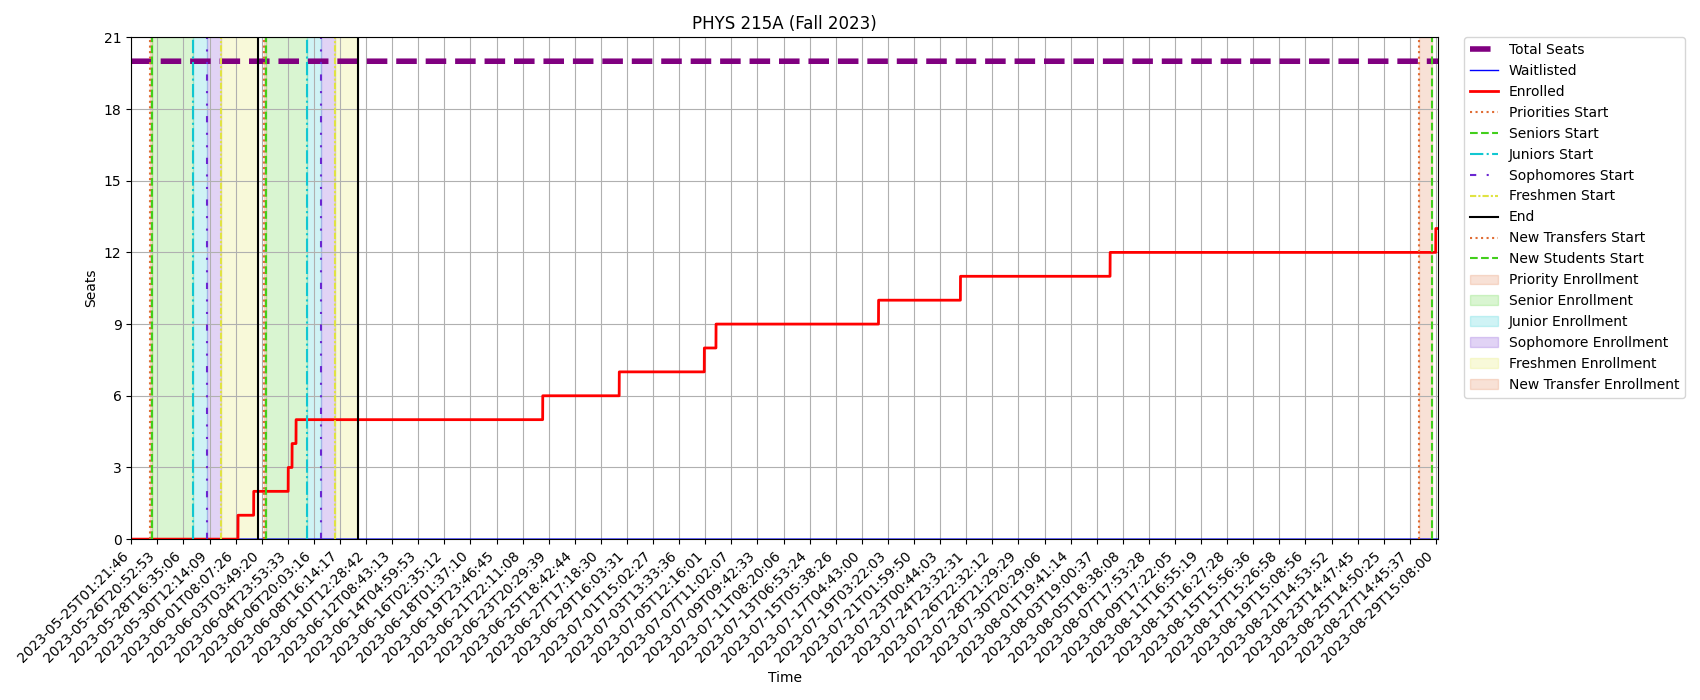 PHYS 215A (Fall 2023)
21
18
15
12
9
6
3
0
Seats
2023-05-25T01:21:46
2023-05-26T20:52:53
2023-05-28T16:35:06
2023-05-30T12:14:09
2023-06-01T08:07:26
2023-06-03T03:49:20
2023-06-04T23:53:33
2023-06-06T20:03:16
2023-06-08T16:14:17
2023-06-10T12:28:42
2023-06-12T08:43:13
2023-06-14T04:59:53
2023-06-16T02:35:12
2023-06-18T01:37:10
2023-06-19T23:46:45
2023-06-21T22:11:08
2023-06-23T20:29:39
2023-06-25T18:42:44
2023-06-27T17:18:30
2023-06-29T16:03:31
2023-07-01T15:02:27
2023-07-03T13:33:36
2023-07-05T12:16:01
2023-07-07T11:02:07
2023-07-09T09:42:33
2023-07-11T08:20:06
2023-07-13T06:53:24
2023-07-15T05:38:26
2023-07-17T04:43:00
2023-07-19T03:22:03
2023-07-21T01:59:50
2023-07-23T00:44:03
2023-07-24T23:32:31
2023-07-26T22:32:12
2023-07-28T21:29:29
2023-07-30T20:29:06
2023-08-01T19:41:14
2023-08-03T19:00:37
2023-08-05T18:38:08
2023-08-07T17:53:28
2023-08-09T17:22:05
2023-08-11T16:55:19
2023-08-13T16:27:28
2023-08-15T15:56:36
2023-08-17T15:26:58
2023-08-19T15:08:56
2023-08-21T14:53:52
2023-08-23T14:47:45
2023-08-25T14:50:25
2023-08-27T14:45:37
2023-08-29T15:08:00
Time
Total Seats
Waitlisted
Enrolled
Priorities Start
Seniors Start
Juniors Start
Sophomores Start
Freshmen Start
End
New Transfers Start
New Students Start
Priority Enrollment
Senior Enrollment
Junior Enrollment
Sophomore Enrollment
Freshmen Enrollment
New Transfer Enrollment